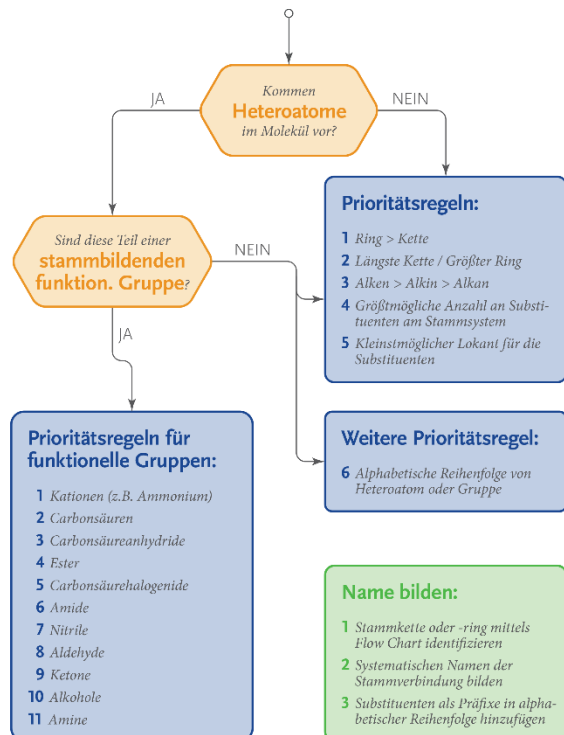 Kommen
Heteroatome
im Molekül vor?
JA
NEIN
Sind diese Teil einer
stammbildenden
funktion. Gruppe?
NEIN
JA
Prioritätsregeln:
1 Ring > Kette
2 Längste Kette / Größter Ring
3 Alken > Alkin > Alkan
4 Größtmögliche Anzahl an Substi-
tuenten am Stammsystem
5 Kleinstmöglicher Lokant für die
Substituenten
Prioritätsregeln für
funktionelle Gruppen:
1 Kationen (z.B. Ammonium)
2 Carbonsäuren
3 Carbonsäureanhydride
4 Ester
5 Carbonsäurehalogenide
6 Amide
7 Nitrile
8 Aldehyde
9 Ketone
10 Alkohole
11 Amine
Weitere Prioritätsregel:
6 Alphabetische Reihenfolge von
Heteroatom oder Gruppe
Name bilden:
1 Stammkette oder -ring mittels
Flow Chart identifizieren
2 Systematischen Namen der
Stammverbindung bilden
3 Substituenten als Präfixe in alpha-
betischer Reihenfolge hinzufügen